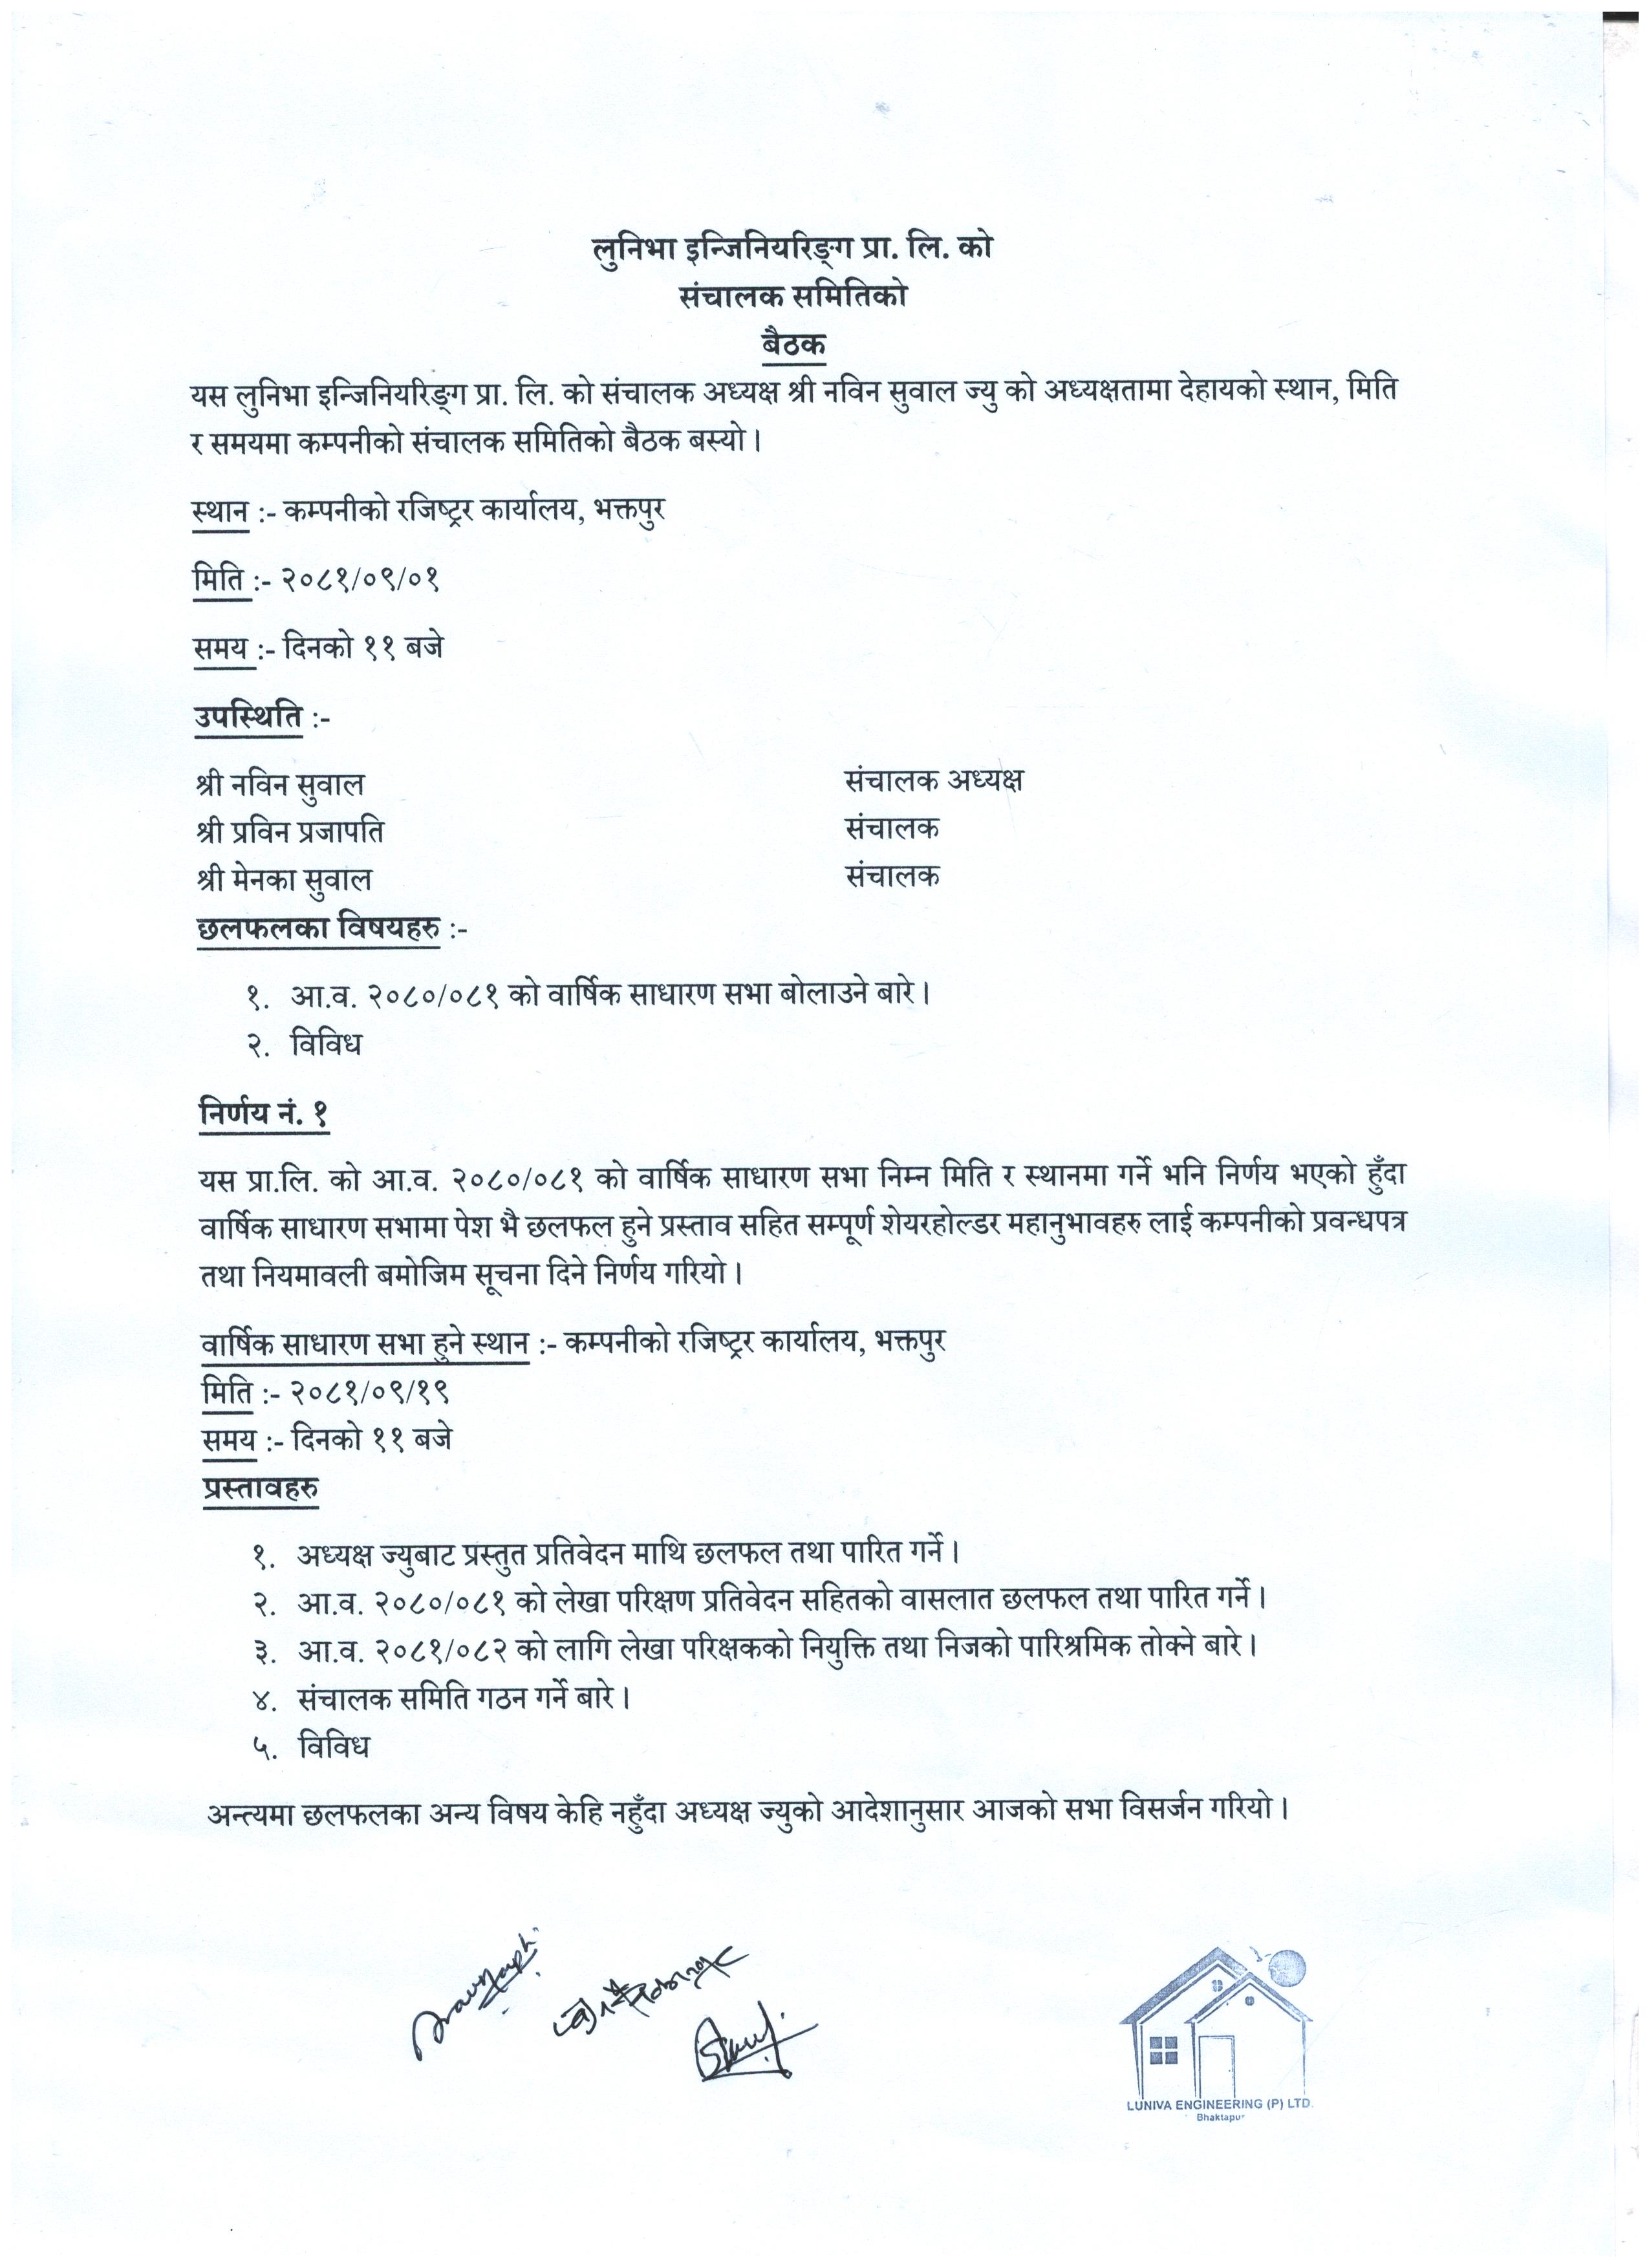 लुनिभा इन्जिनियरिङ्ग प्रा. लि. को
संचालक समितिको
बैठक
यस लुनिभा इन्जिनियरिङ्ग प्रा. लि. को संचालक अध्यक्ष श्री नविन सुवाल ज्यु को अध्यक्षतामा देहायको स्थान, मिति
र समयमा कम्पनीको संचालक समितिको बैठक बस्यो।
स्थान :- कम्पनीको रजिष्ट्रर कार्यालय, भक्तपुर
मिति :- २०८१/०९/०१
समय :- दिनको ११ बजे
उपस्थिति :-
श्री नविन सुवाल संचालक अध्यक्ष
श्री प्रविन प्रजापति संचालक
श्री मेनका सुवाल संचालक
छलफलका विषयहरु :-
१. आ.व. २०८०/०८१ को वार्षिक साधारण सभा बोलाउने बारे।
२. विविध
निर्णय नं. १
यस प्रा.लि. को आ.व. २०८०/०८१ को वार्षिक साधारण सभा निम्न मिति र स्थानमा गर्ने भनि निर्णय भएको हुँदा
वार्षिक साधारण सभामा पेश भै छलफल हुने प्रस्ताव सहित सम्पूर्ण शेयरहोल्डर महानुभावहरु लाई कम्पनीको प्रवन्धपत्र
तथा नियमावली बमोजिम सूचना दिने निर्णय गरियो।
वार्षिक साधारण सभा हुने स्थान :- कम्पनीको रजिष्ट्रर कार्यालय, भक्तपुर
मिति :- २०८१/०९/१९
समय :- दिनको ११ बजे
प्रस्तावहरु
१. अध्यक्ष ज्युबाट प्रस्तुत प्रतिवेदन माथि छलफल तथा पारित गर्ने।
२. आ.व. २०८०/०८१ को लेखा परिक्षण प्रतिवेदन सहितको वासलात छलफल तथा पारित गर्ने।
३. आ.व. २०८१/०८२ को लागि लेखा परिक्षकको नियुक्ति तथा निजको पारिश्रमिक तोक्ने बारे।
४. संचालक समिति गठन गर्ने बारे।
५. विविध
अन्त्यमा छलफलका अन्य विषय केहि नहुँदा अध्यक्ष ज्युको आदेशानुसार आजको सभा विसर्जन गरियो।
LUNIVA ENGINEERING (P) LTD.
Bhaktapur